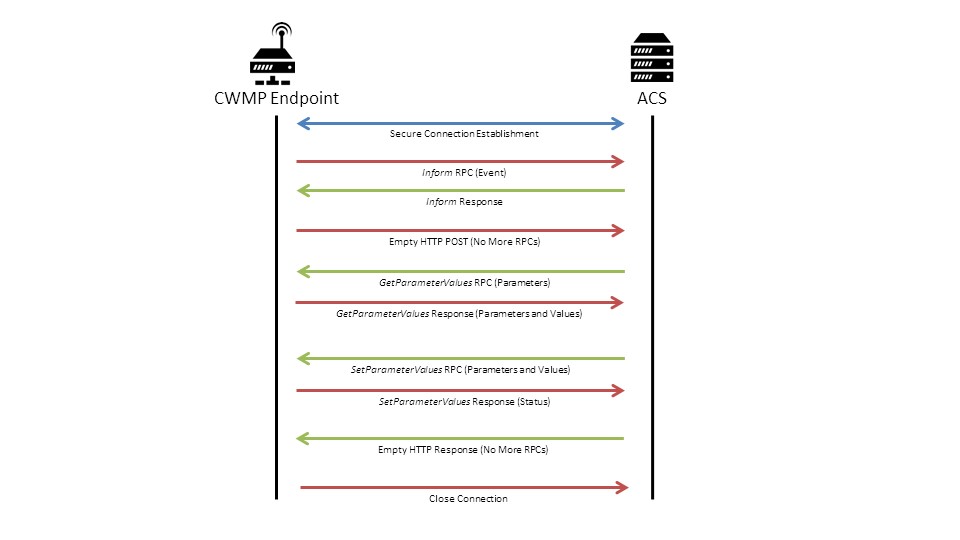 CWMP Endpoint
ACS
Secure Connection Establishment
Inform RPC (Event)
Inform Response
Empty HTTP POST (No More RPCs)
GetParameterValues RPC (Parameters)
GetParameterValues Response (Parameters and Values)
SetParameterValues RPC (Parameters and Values)
SetParameterValues Response (Status)
Empty HTTP Response (No More RPCs)
Close Connection